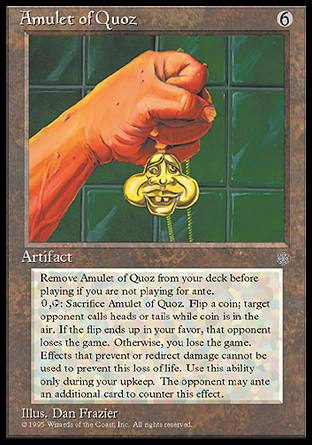 Amulet of Quoz 6
Artifact
Remove Amulet of Quoz from your deck before
playing if you are not playing for ante.
0, : Sacrifice Amulet of Quoz. Flip a coin; target
opponent calls heads or tails while coin is in
the air. If the flip ends up in your favor, that opponent
loses the game. Otherwise, you lose the game.
Effects that prevent or redirect damage cannot be
used to prevent this loss of life. Use this ability
only during your upkeep. The opponent may ante
an additional card to counter this effect.
Illus. Dan Frazier
© 1995 Wizards of the Coast, Inc. All rights reserved.